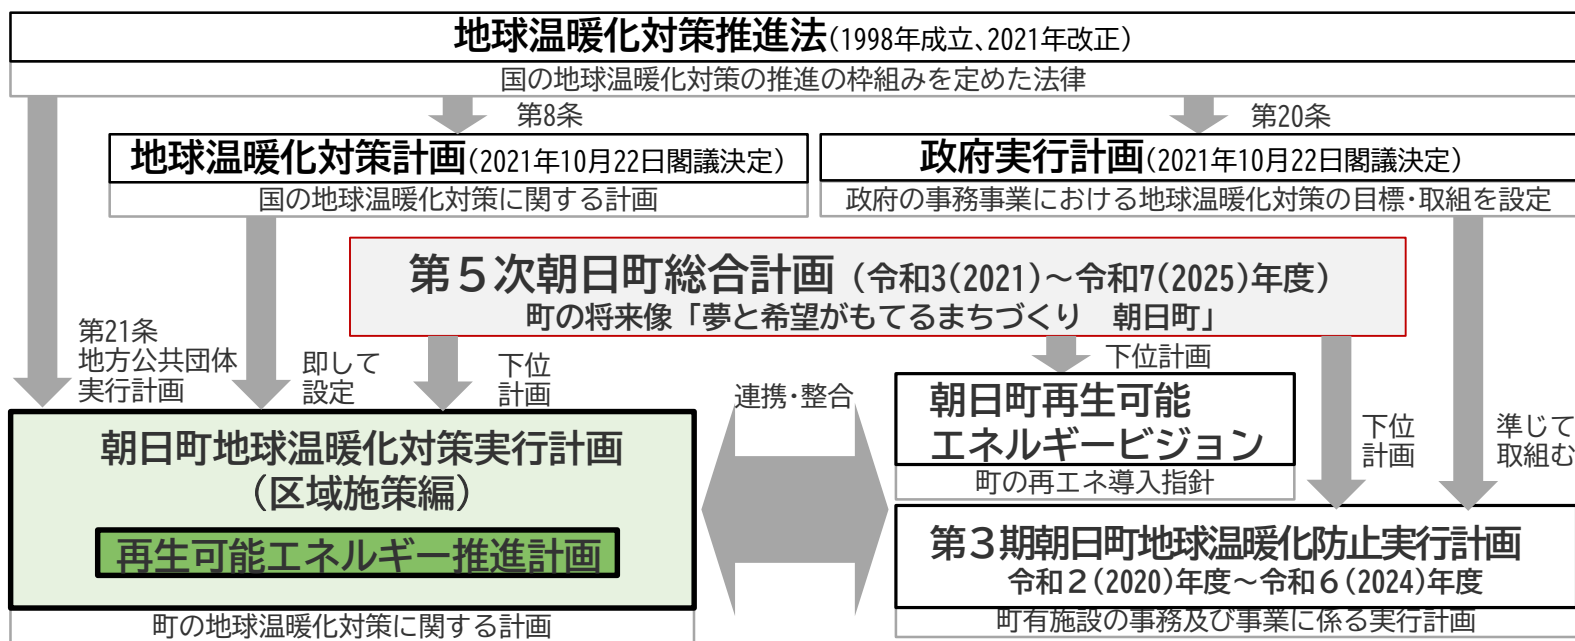 地球温暖化対策推進法(1998年成立、2021年改正)
国の地球温暖化対策の推進の枠組みを定めた法律
第8条
第20条
地球温暖化対策計画(2021年10月22日閣議決定)
国の地球温暖化対策に関する計画
政府実行計画(2021年10月22日閣議決定)
政府の事務事業における地球温暖化対策の目標・取組を設定
第５次朝日町総合計画（令和3(2021)～令和7(2025)年度）
町の将来像「夢と希望がもてるまちづくり　朝日町」
第21条
地方公共団体
実行計画
即して
設定
下位
計画
下位計画
連携・整合
朝日町再生可能
エネルギービジョン
町の再エネ導入指針
下位
計画
準じて
取組む
朝日町地球温暖化対策実行計画
（区域施策編）
再生可能エネルギー推進計画
町の地球温暖化対策に関する計画
第３期朝日町地球温暖化防止実行計画
令和２(2020)年度～令和６(2024)年度
町有施設の事務及び事業に係る実行計画